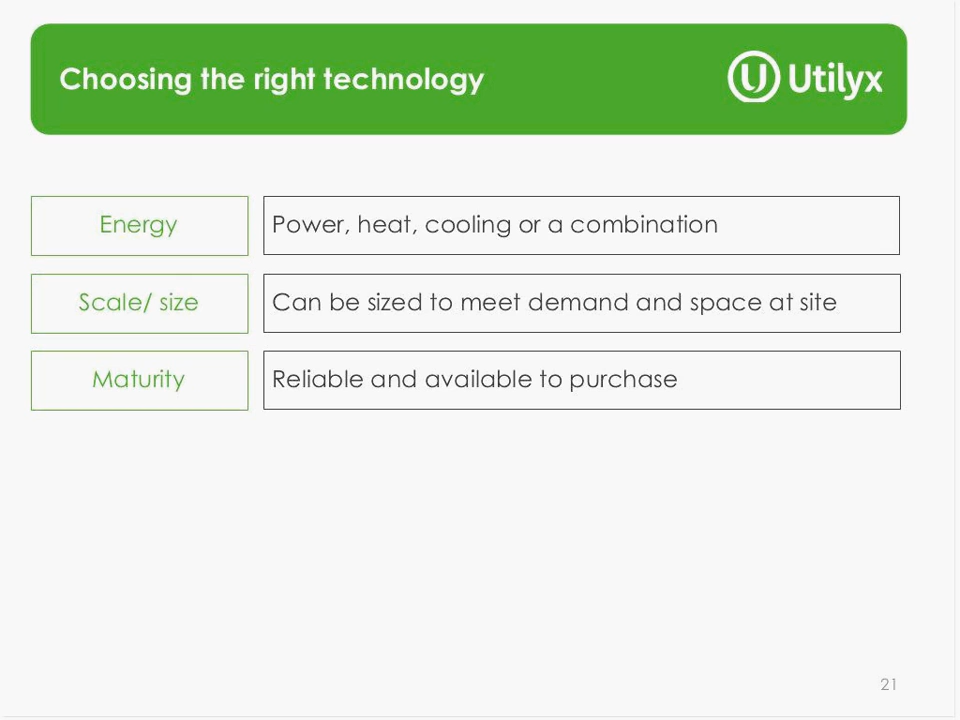 Choosing the right technology
Utilyx
Energy
Power, heat, cooling or a combination
Scale/ size
Can be sized to meet demand and space at site
Maturity
Reliable and available to purchase
21